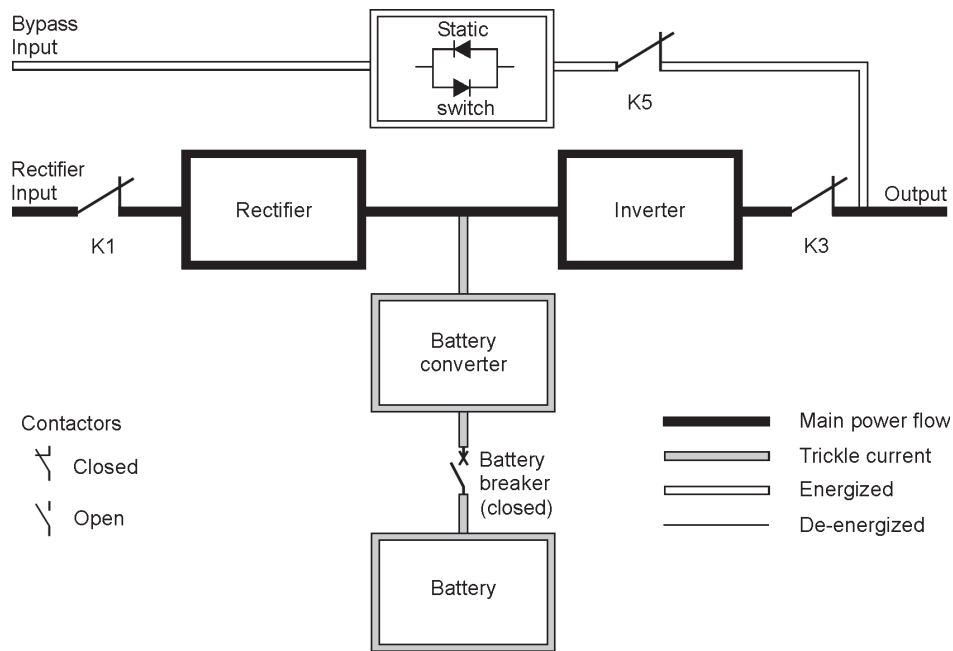 Bypass
Input
Static
switch
K5
Rectifier
Input
K1
Rectifier
Inverter
K3
Output
Battery
converter
Contactors
Closed
Open
Battery
breaker
(closed)
Battery
Main power flow
Trickle current
Energized
De-energized